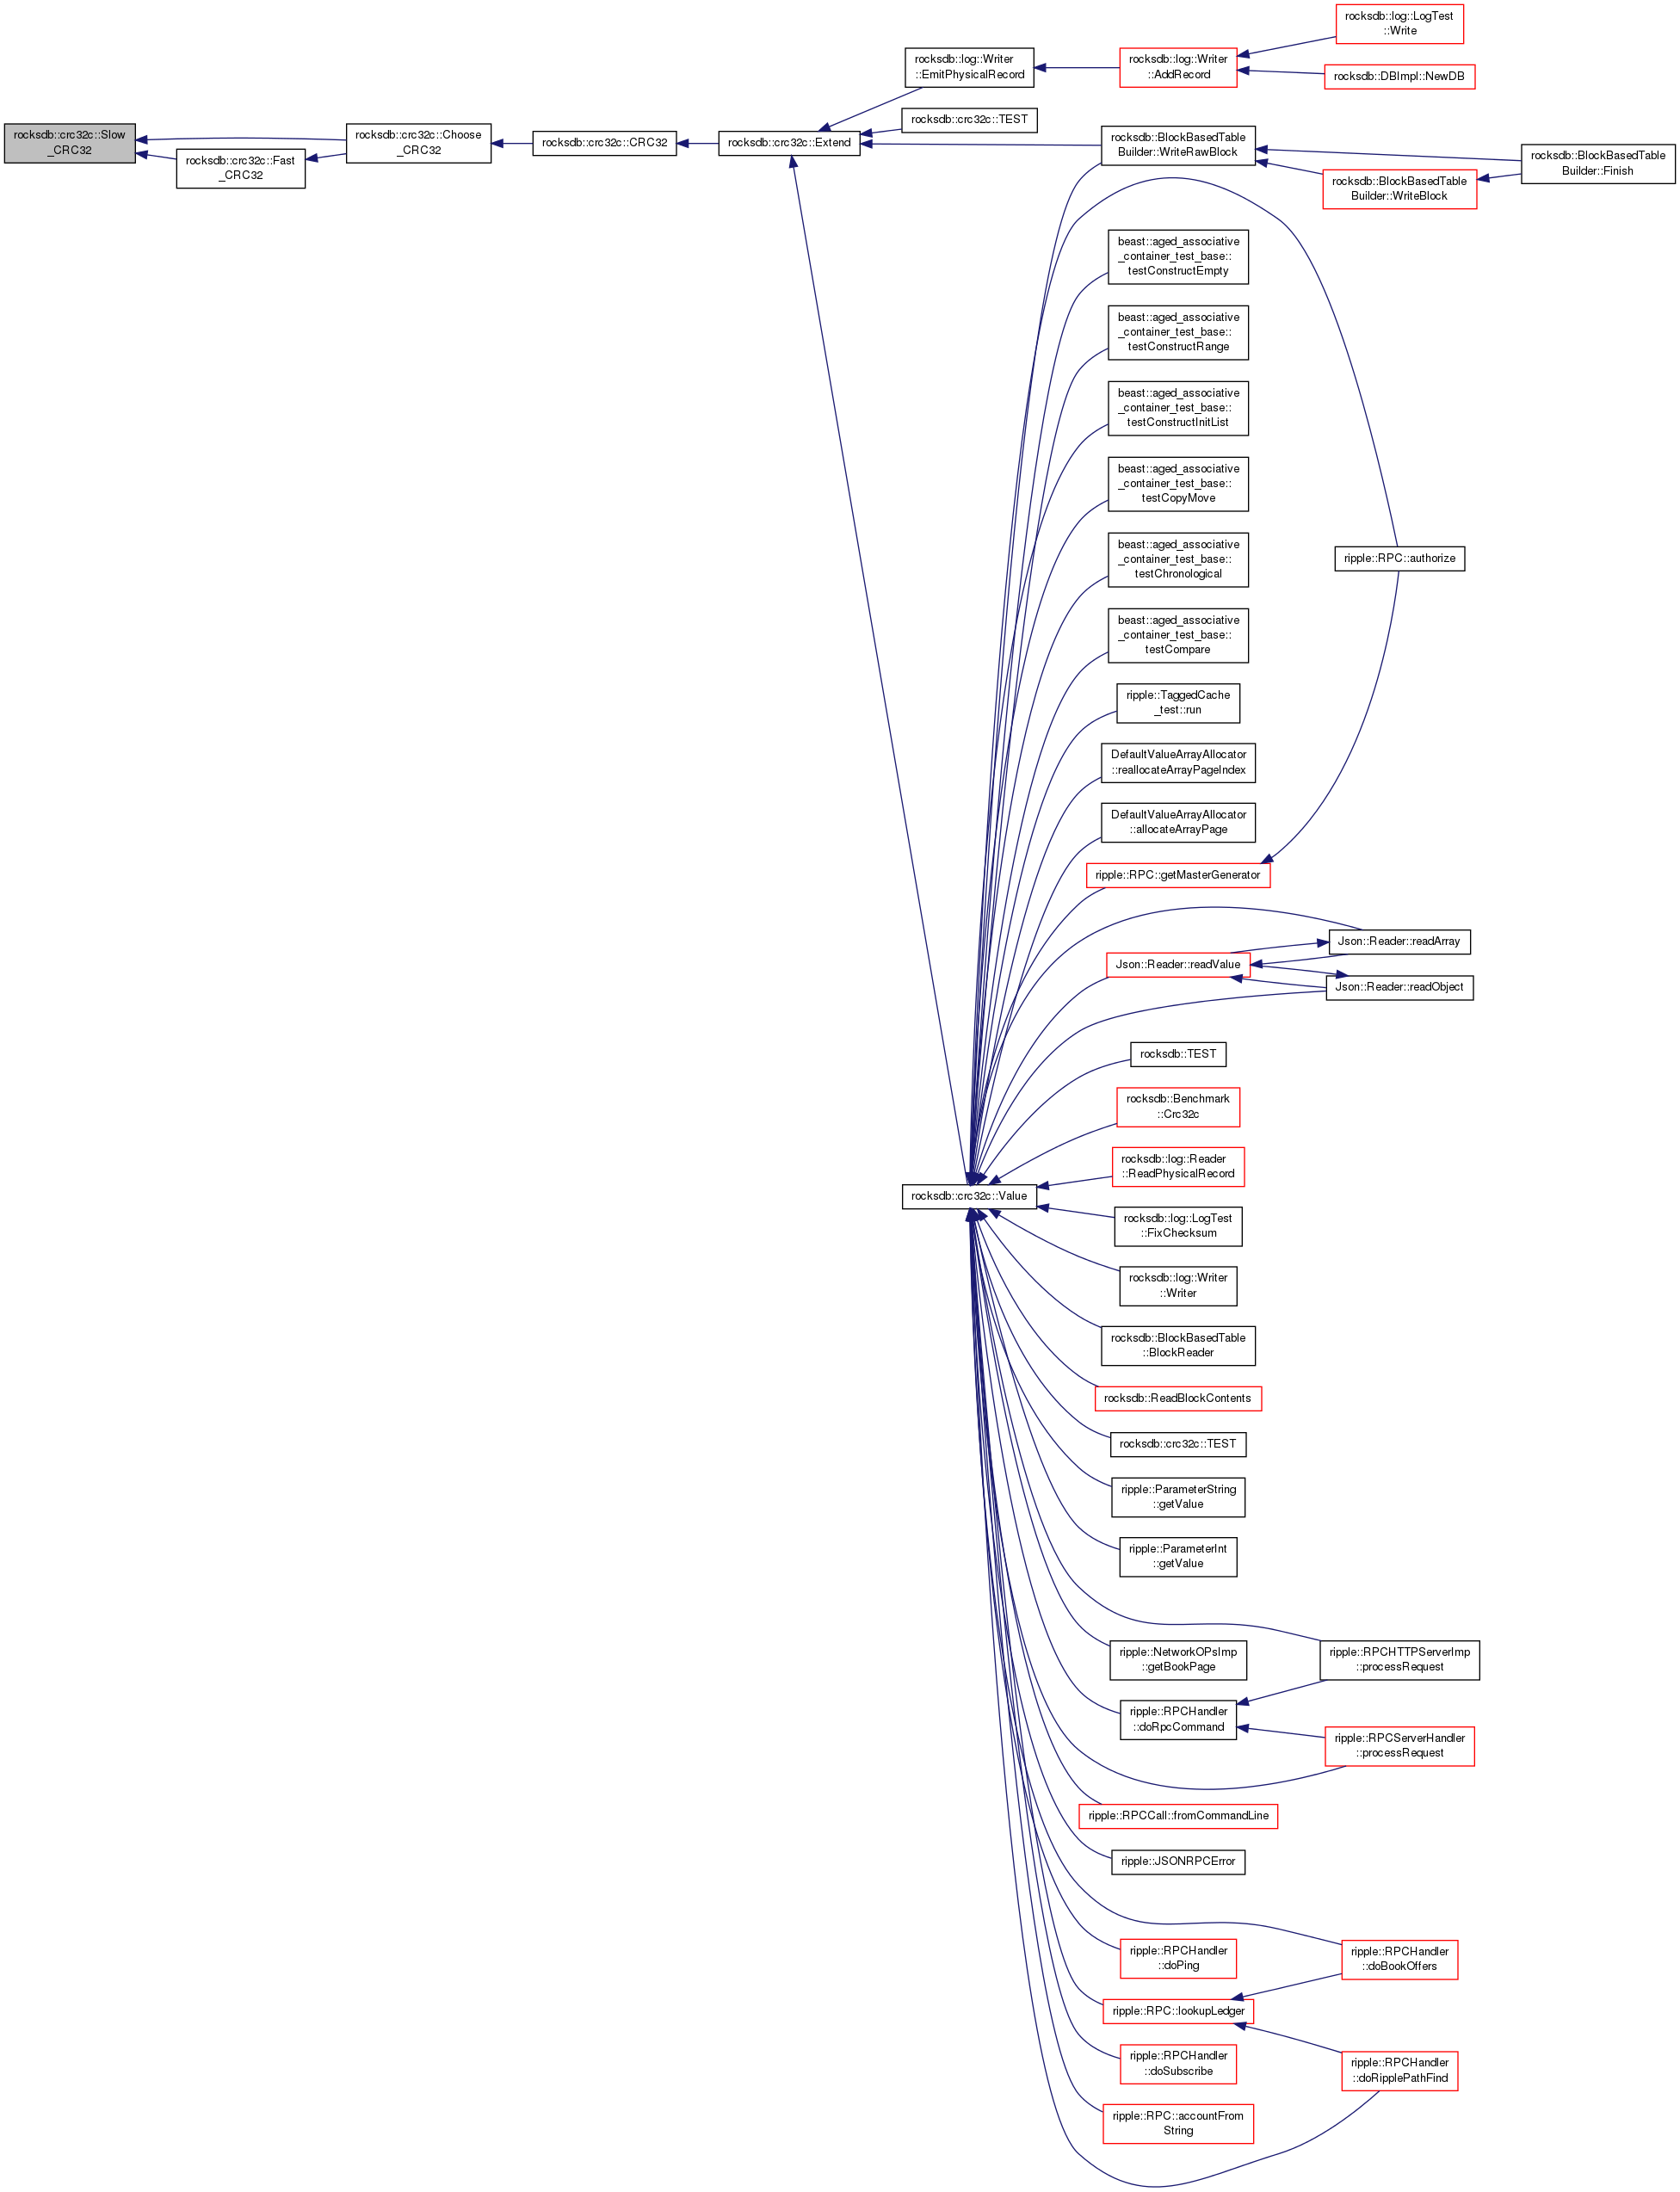 rocksdb::crc32c::Slow
_CRC32
rocksdb::crc32c::Fast
_CRC32
rocksdb::crc32c::Choose
_CRC32
rocksdb::crc32c::CRC32
rocksdb::crc32c::Extend
rocksdb::log::Writer
::EmitPhysicalRecord
rocksdb::log::Writer
::AddRecord
rocksdb::log::LogTest
::Write
rocksdb::DBImpl::NewDB
rocksdb::crc32c::TEST
rocksdb::BlockBasedTable
Builder::WriteRawBlock
rocksdb::BlockBasedTable
Builder::WriteBlock
rocksdb::BlockBasedTable
Builder::Finish
beast::aged_associative
_container_test_base::
testConstructEmpty
beast::aged_associative
_container_test_base::
testConstructRange
beast::aged_associative
_container_test_base::
testConstructInitList
beast::aged_associative
_container_test_base::
testCopyMove
beast::aged_associative
_container_test_base::
testChronological
ripple::RPC::authorize
beast::aged_associative
_container_test_base::
testCompare
ripple::TaggedCache
_test::run
DefaultValueArrayAllocator
::reallocateArrayPageIndex
DefaultValueArrayAllocator
::allocateArrayPage
ripple::RPC::getMasterGenerator
Json::Reader::readArray
Json::Reader::readValue
Json::Reader::readObject
rocksdb::TEST
rocksdb::Benchmark
::Crc32c
rocksdb::log::Reader
::ReadPhysicalRecord
rocksdb::crc32c::Value
rocksdb::log::LogTest
::FixChecksum
rocksdb::log::Writer
::Writer
rocksdb::BlockBasedTable
::BlockReader
rocksdb::ReadBlockContents
rocksdb::crc32c::TEST
ripple::ParameterString
::getValue
ripple::ParameterInt
::getValue
ripple::NetworkOPsImp
::getBookPage
ripple::RPCHTTPServerImp
::processRequest
ripple::RPCHandler
::doRpcCommand
ripple::RPCServerHandler
::processRequest
ripple::RPCCall::fromCommandLine
ripple::JSONRPCError
ripple::RPCHandler
::doPing
ripple::RPCHandler
::doBookOffers
ripple::RPC::lookupLedger
ripple::RPCHandler
::doSubscribe
ripple::RPCHandler
::doRipplePathFind
ripple::RPC::accountFrom
String